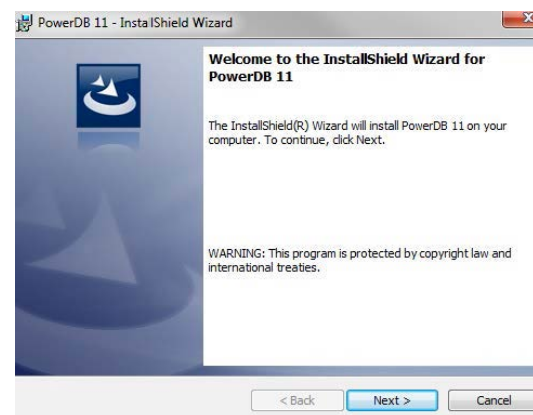 PowerDB 11 - InstallShield Wizard
Welcome to the InstallShield Wizard for
PowerDB 11
The InstallShield(R) Wizard will install PowerDB 11 on your
computer. To continue, click Next.
WARNING: This program is protected by copyright law and
international treaties.
< Back Next > Cancel